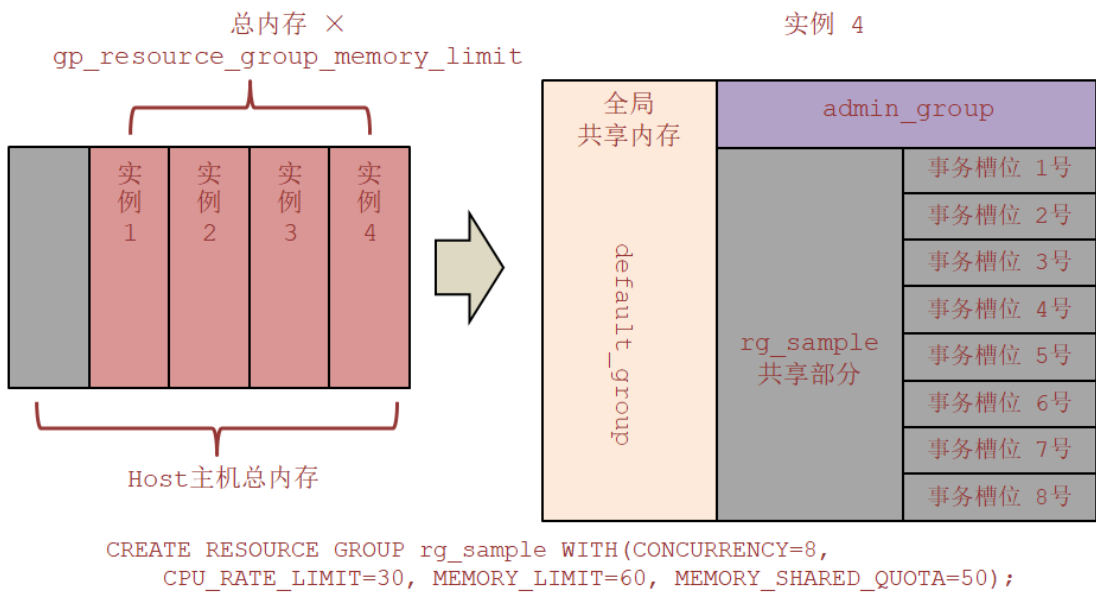 总内存 ×
gp_resource_group_memory_limit
实例 1
实例 2
实例 3
实例 4
Host主机总内存
实例 4
全局
共享内存
default_group
admin_group
rg_sample
共享部分
事务槽位 1号
事务槽位 2号
事务槽位 3号
事务槽位 4号
事务槽位 5号
事务槽位 6号
事务槽位 7号
事务槽位 8号
CREATE RESOURCE GROUP rg_sample WITH(CONCURRENCY=8,
CPU_RATE_LIMIT=30, MEMORY_LIMIT=60, MEMORY_SHARED_QUOTA=50);